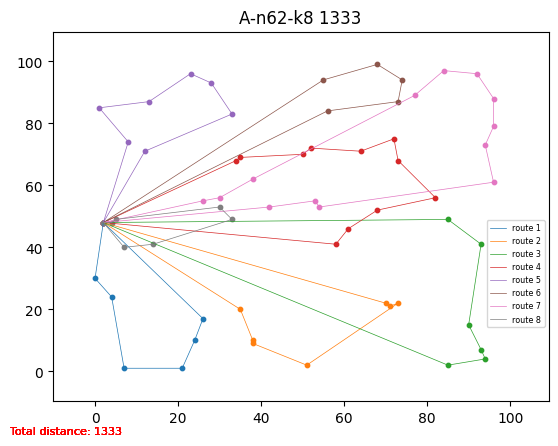 A-n62-k8 1333
100
80
60
40
20
0
route 1
route 2
route 3
route 4
route 5
route 6
route 7
route 8
0 20 40 60 80 100
Total distance: 1333